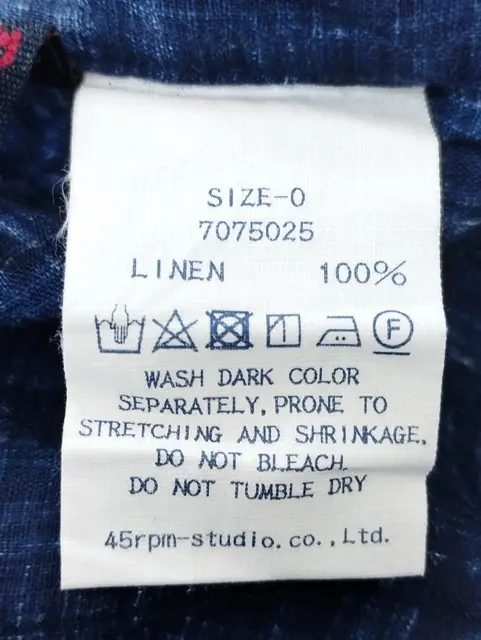 SIZE-0
7075025
LINEN 100%
F
WASH DARK COLOR
SEPARATELY, PRONE TO
STRETCHING AND SHRINKAGE.
DO NOT BLEACH.
DO NOT TUMBLE DRY
45rpm-studio.co.,Ltd.